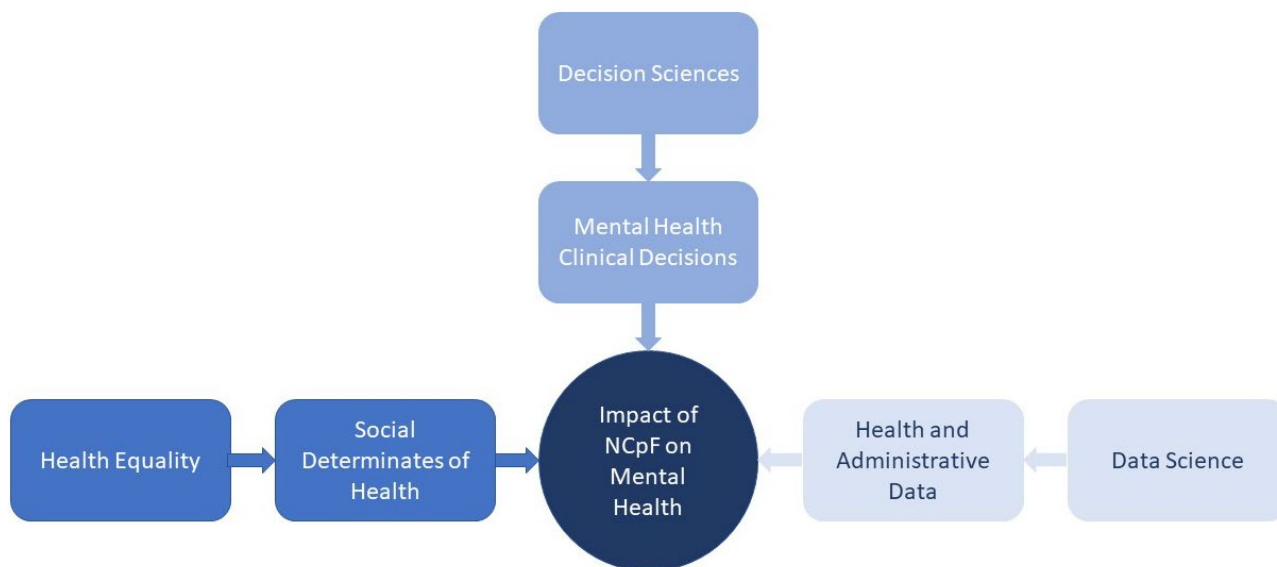 Decision Sciences
Mental Health
Clinical Decisions
Health Equality
Social
Determinates of
Health
Impact of
NCpF on
Mental
Health
Health and
Administrative
Data
Data Science